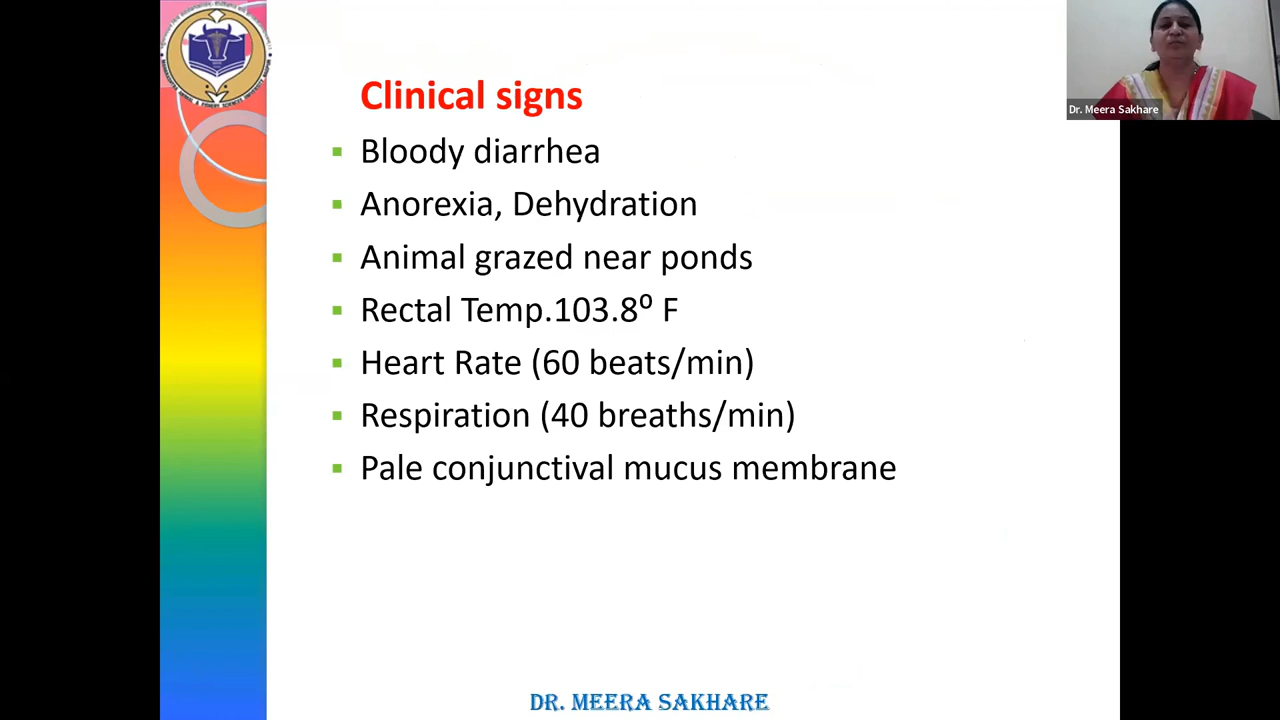 Clinical signs
Bloody diarrhea
Anorexia, Dehydration
Animal grazed near ponds
Rectal Temp.103.8⁰ F
Heart Rate (60 beats/min)
Respiration (40 breaths/min)
Pale conjunctival mucus membrane
DR. MEERA SAKHARE
Dr. Meera Sakhare